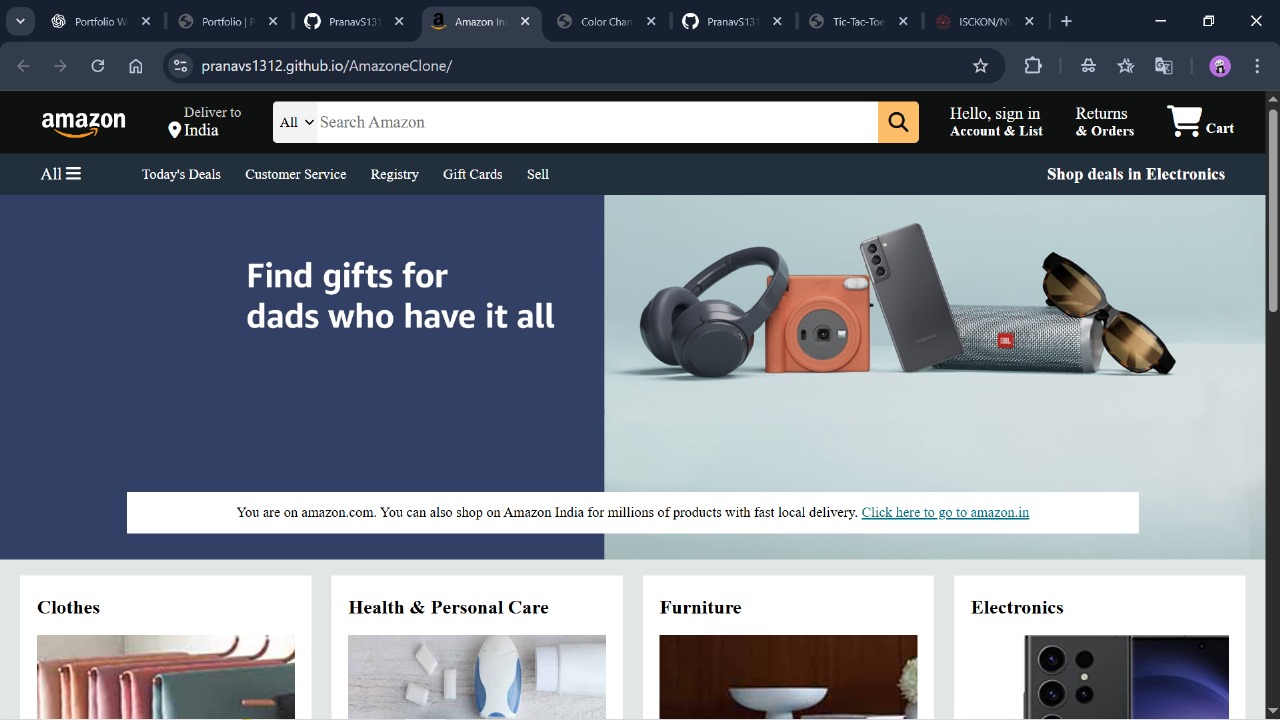 Portfolio W
Portfolio | P
PranavS131
Amazon In
Color Chan
PranavS131
Tic-Tac-Toe
ISCKON/N
pranavs1312.github.io/AmazoneClone/
amazon
Deliver to
India
All
Search Amazon
Hello, sign in
Account & List
Returns
& Orders
Cart
All
Today's Deals
Customer Service
Registry
Gift Cards
Sell
Shop deals in Electronics
Find gifts for
dads who have it all
JBL
You are on amazon.com. You can also shop on Amazon India for millions of products with fast local delivery. Click here to go to amazon.in
Clothes
Health & Personal Care
Furniture
Electronics